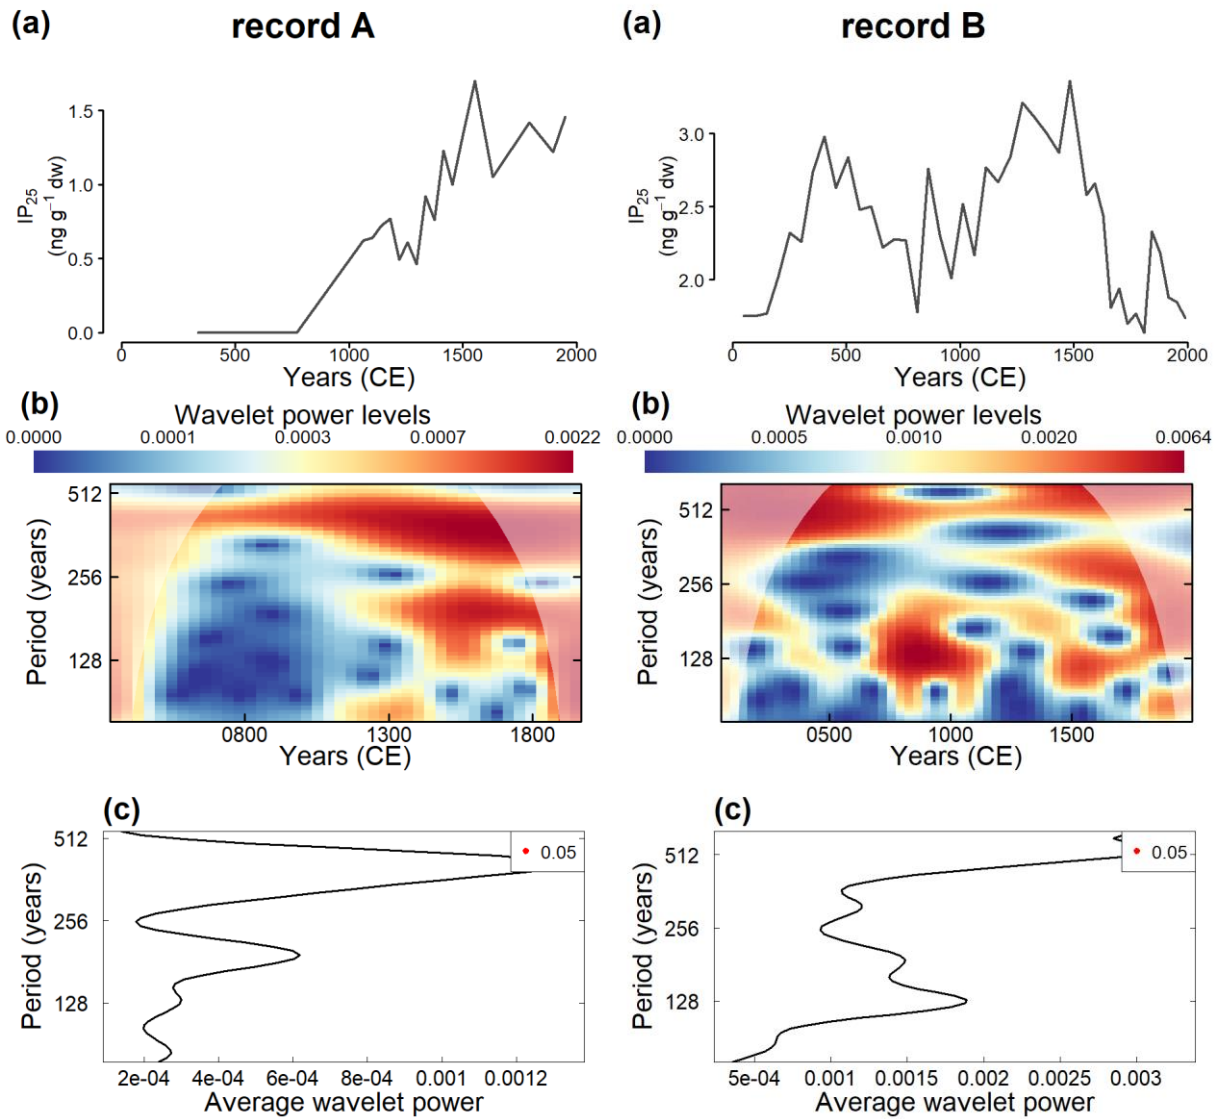 (a) record A
1.5
1.0
0.5
0.0
IP25
(ng g−1 dw)
0 500 1000 1500 2000
Years (CE)
(b)
Wavelet power levels
0.0000 0.0001 0.0003 0.0007 0.0022
512
256
128
Period (years)
0800 1300 1800
Years (CE)
(c)
512
256
128
Period (years)
0.05
2e-04 4e-04 6e-04 8e-04 0.001 0.0012
Average wavelet power
(a) record B
3.0
2.5
2.0
IP25
(ng g−1 dw)
0 500 1000 1500 2000
Years (CE)
(b)
Wavelet power levels
0.0000 0.0005 0.0010 0.0020 0.0064
512
256
128
Period (years)
0500 1000 1500
Years (CE)
(c)
512
256
128
Period (years)
0.05
5e-04 0.001 0.0015 0.002 0.0025 0.003
Average wavelet power